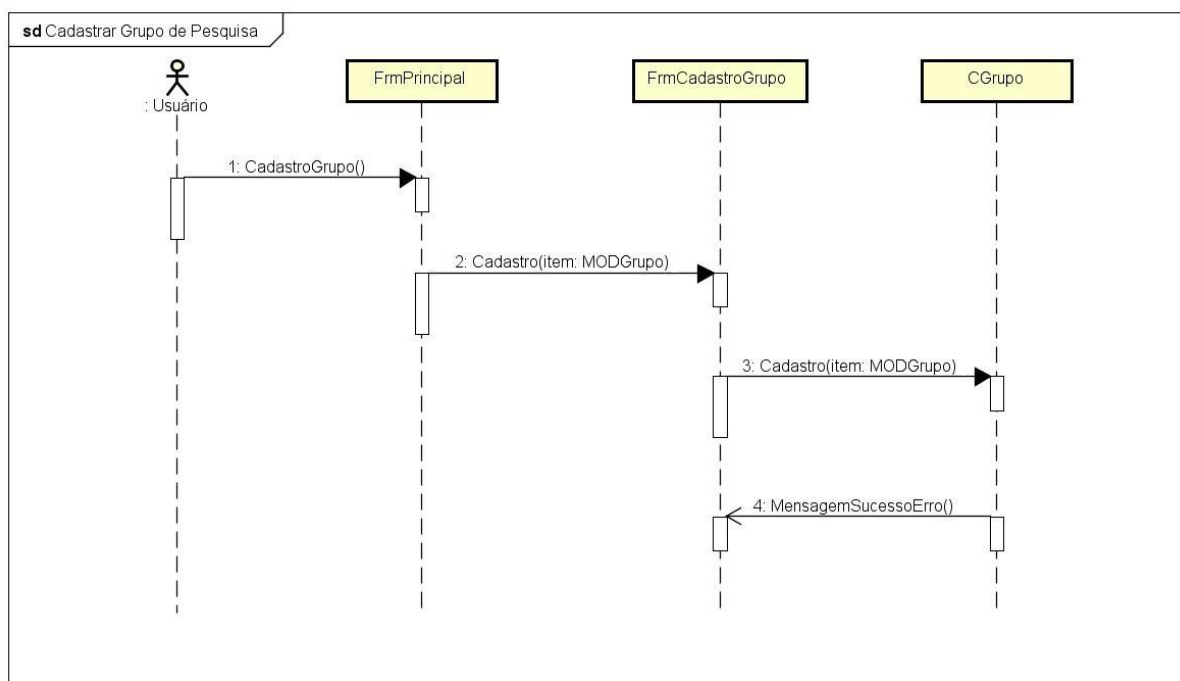 sd Cadastrar Grupo de Pesquisa
: Usuário
FrmPrincipal
FrmCadastroGrupo
CGrupo
1: CadastroGrupo()
2: Cadastro(item: MODGrupo)
3: Cadastro(item: MODGrupo)
4: MensagemSucessoErro()